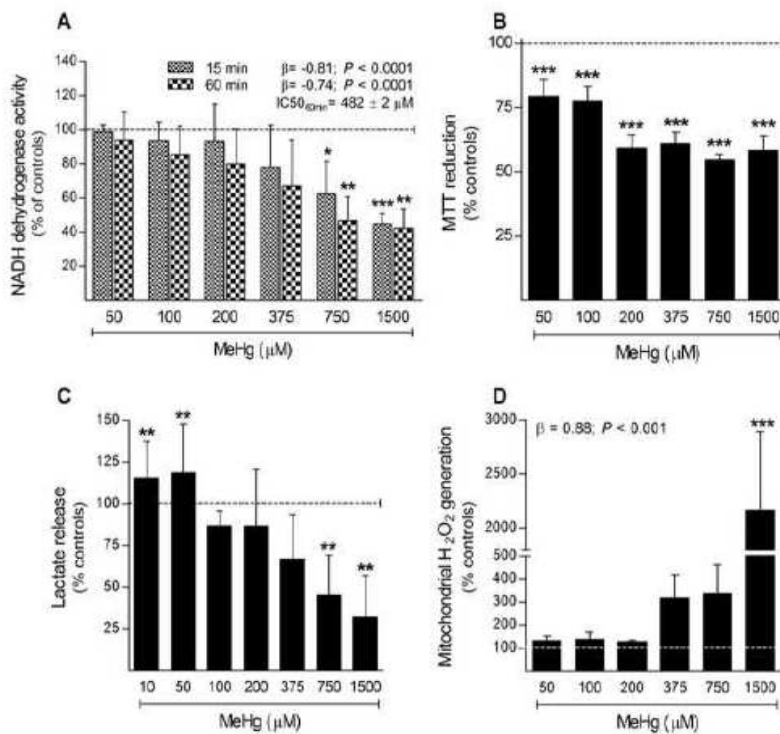 A
NADH dehydrogenase activity
(% of controls)
140
120
100
80
60
40
20
15 min
60 min
β= -0.81; P < 0.0001
β= -0.74; P < 0.0001
IC5060min= 482 ± 2 μM
*
**
***
**
50 100 200 375 750 1500
MeHg (μM)
B
MTT reduction
(% controls)
100
75
50
25
***
***
***
***
***
***
50 100 200 375 750 1500
MeHg (μM)
C
Lactate release
(% controls)
150
125
100
75
50
25
**
**
**
**
10 50 100 200 375 750 1500
MeHg (μM)
D
Mitochondrial H2O2 generation
(% controls)
3000
2000
500
400
300
200
100
β = 0.88; P < 0.001
***
50 100 200 375 750 1500
MeHg (μM)